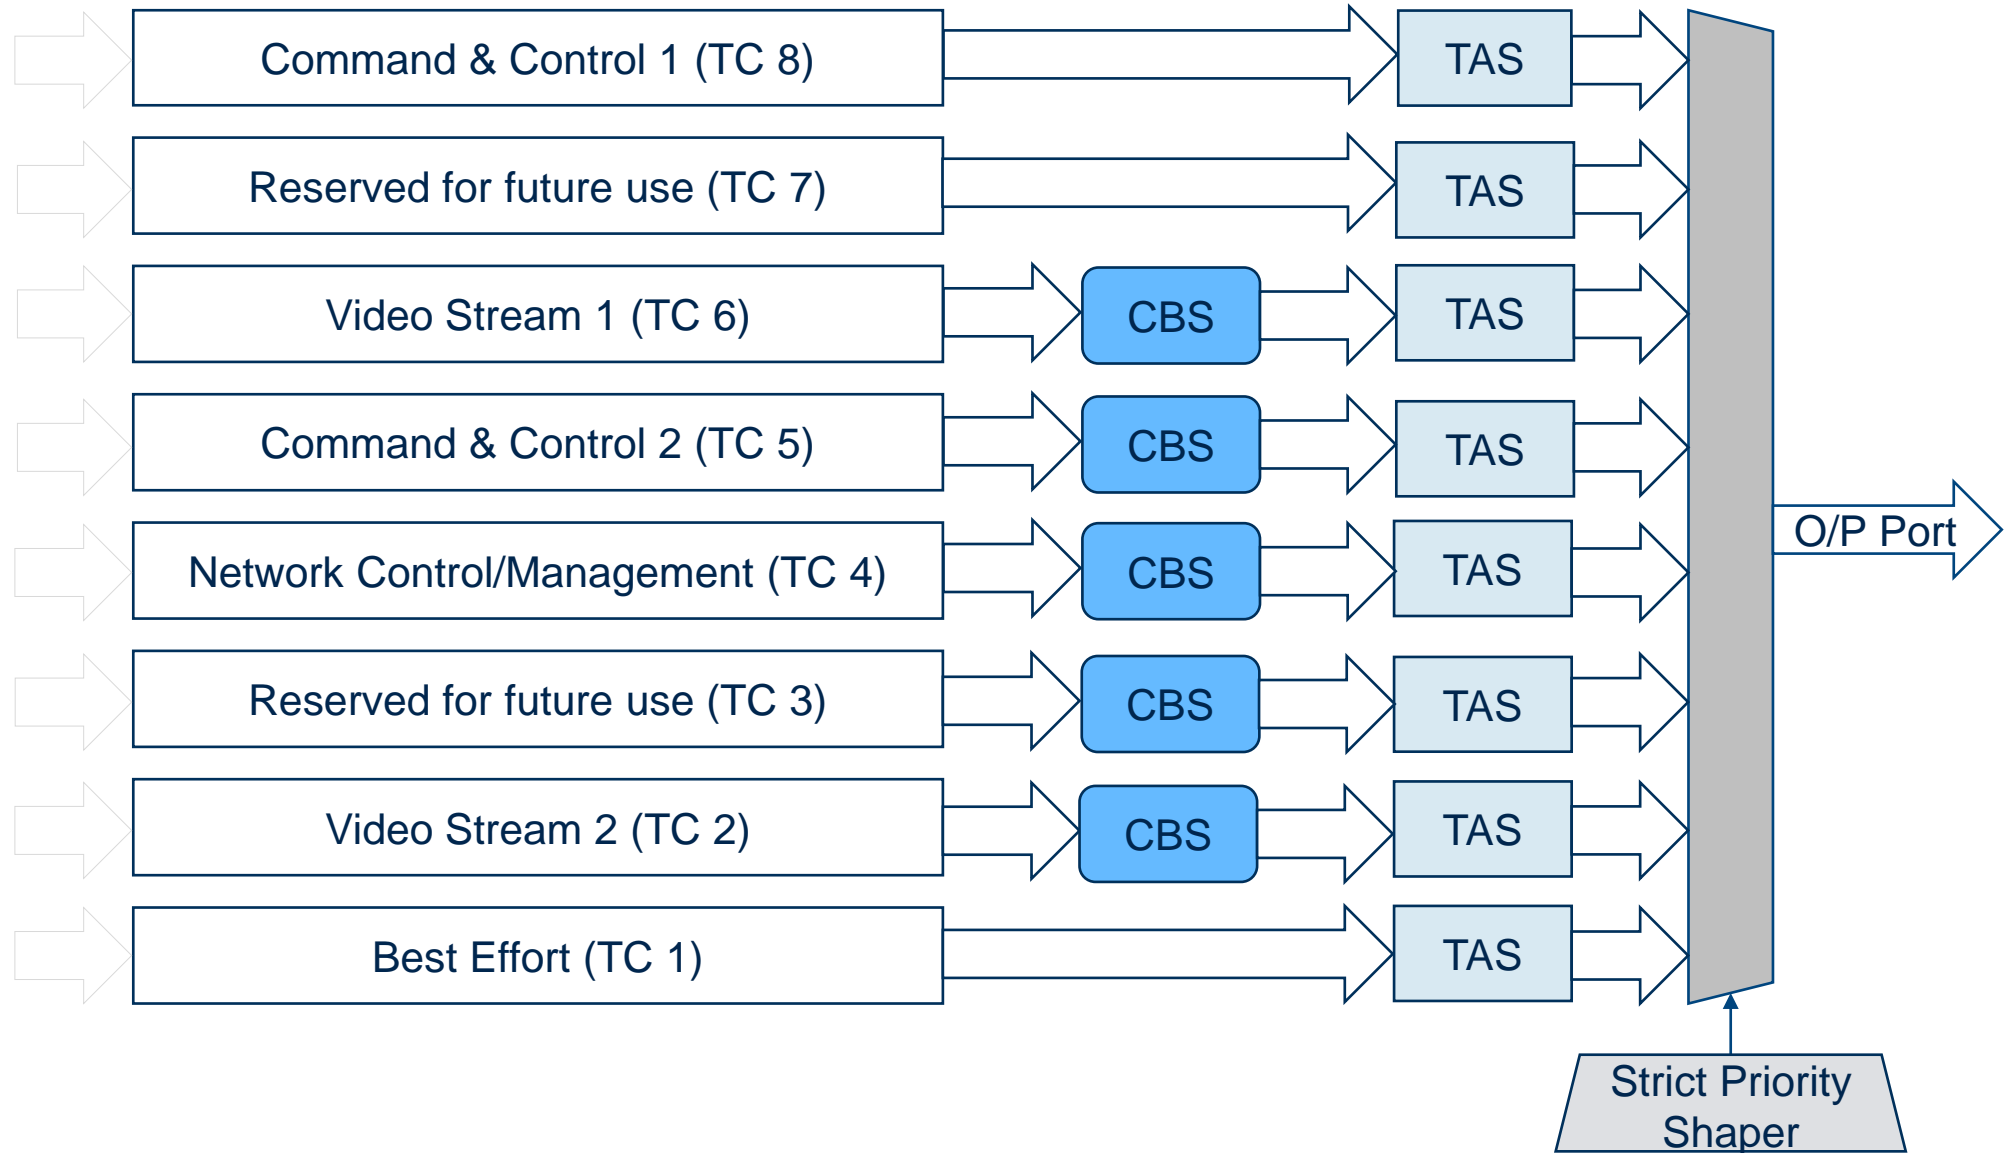 Command & Control 1 (TC 8)
TAS
Reserved for future use (TC 7)
TAS
Video Stream 1 (TC 6)
CBS
TAS
Command & Control 2 (TC 5)
CBS
TAS
O/P Port
Network Control/Management (TC 4)
CBS
TAS
Reserved for future use (TC 3)
CBS
TAS
Video Stream 2 (TC 2)
CBS
TAS
Best Effort (TC 1)
TAS
Strict Priority
Shaper